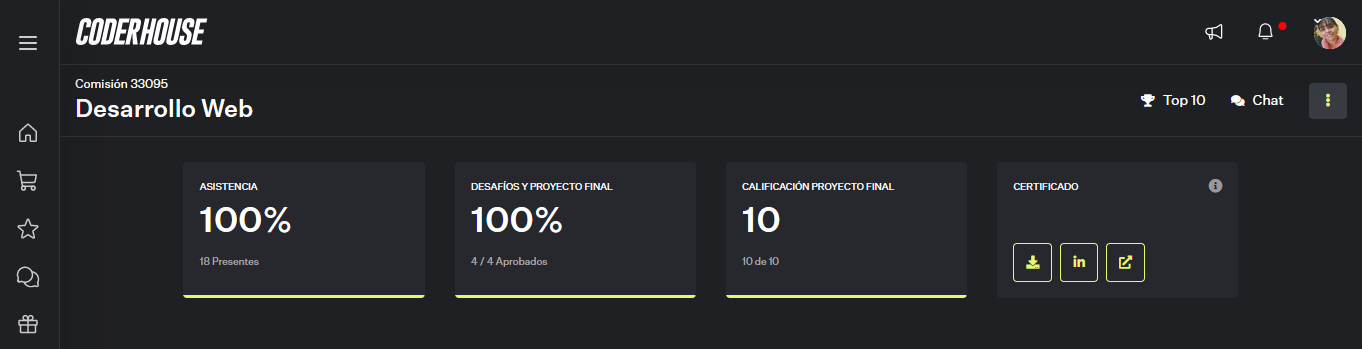 CODERHOUSE
Comisión 33095
Desarrollo Web
Top 10
Chat
ASISTENCIA
100%
18 Presentes
DESAFÍOS Y PROYECTO FINAL
100%
4 / 4 Aprobados
CALIFICACIÓN PROYECTO FINAL
10
10 de 10
CERTIFICADO
in